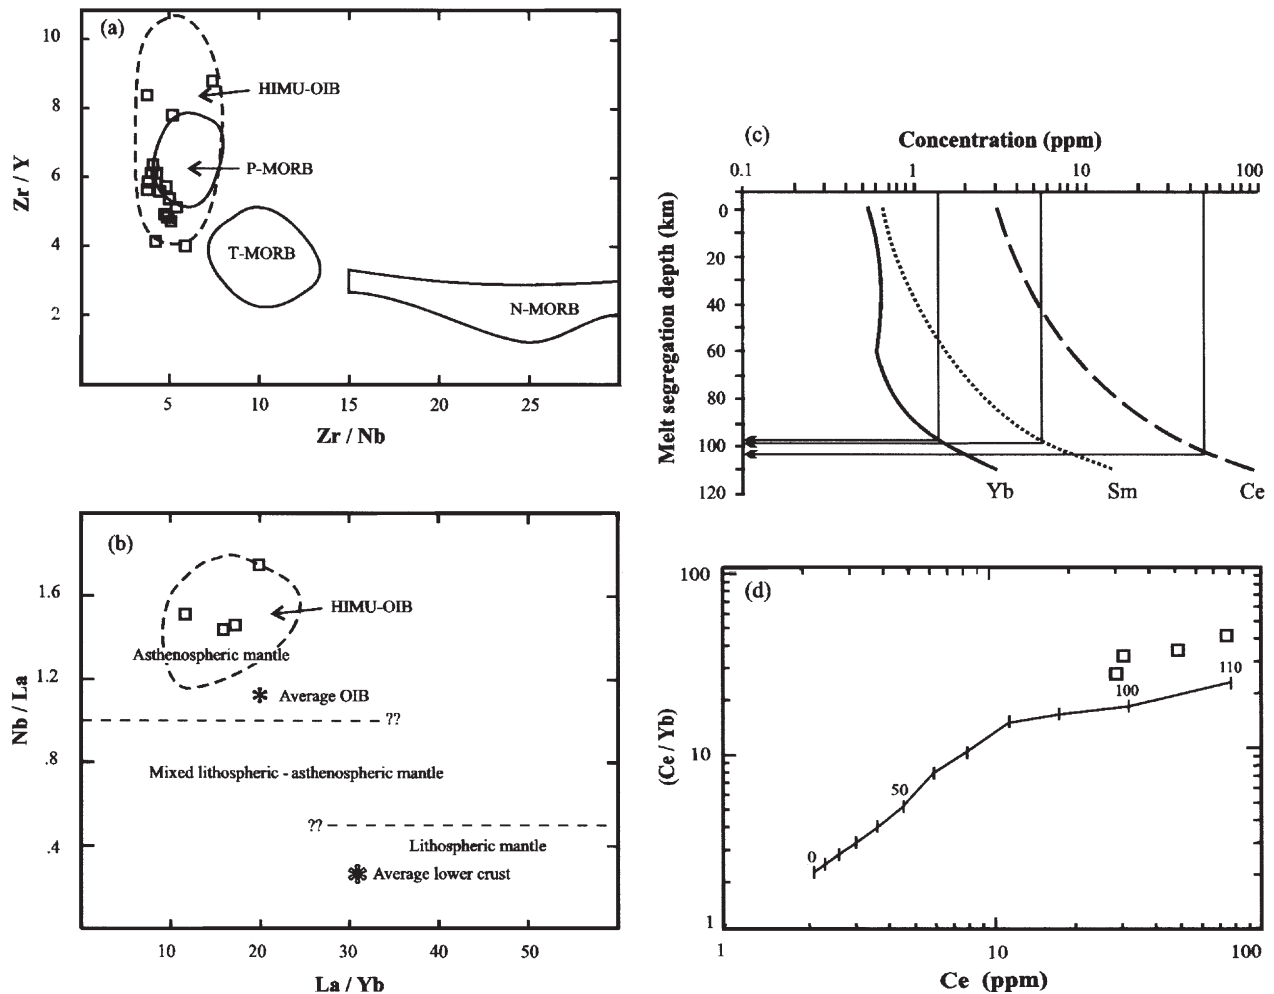 (a)
10
8
6
4
2
Zr / Y
HIMU-OIB
P-MORB
T-MORB
N-MORB
5 10 15 20 25
Zr / Nb
(b)
1.6
1.2
.8
.4
Nb / La
HIMU-OIB
Asthenospheric mantle
Average OIB
??
Mixed lithospheric - asthenospheric mantle
??
Lithospheric mantle
Average lower crust
10 20 30 40 50
La / Yb
(c)
Concentration (ppm)
0.1 1 10 100
Melt segregation depth (km)
0
20
40
60
80
100
120
Yb Sm Ce
(d)
100
10
1
(Ce / Yb)
0
50
100
110
1 10 100
Ce (ppm)